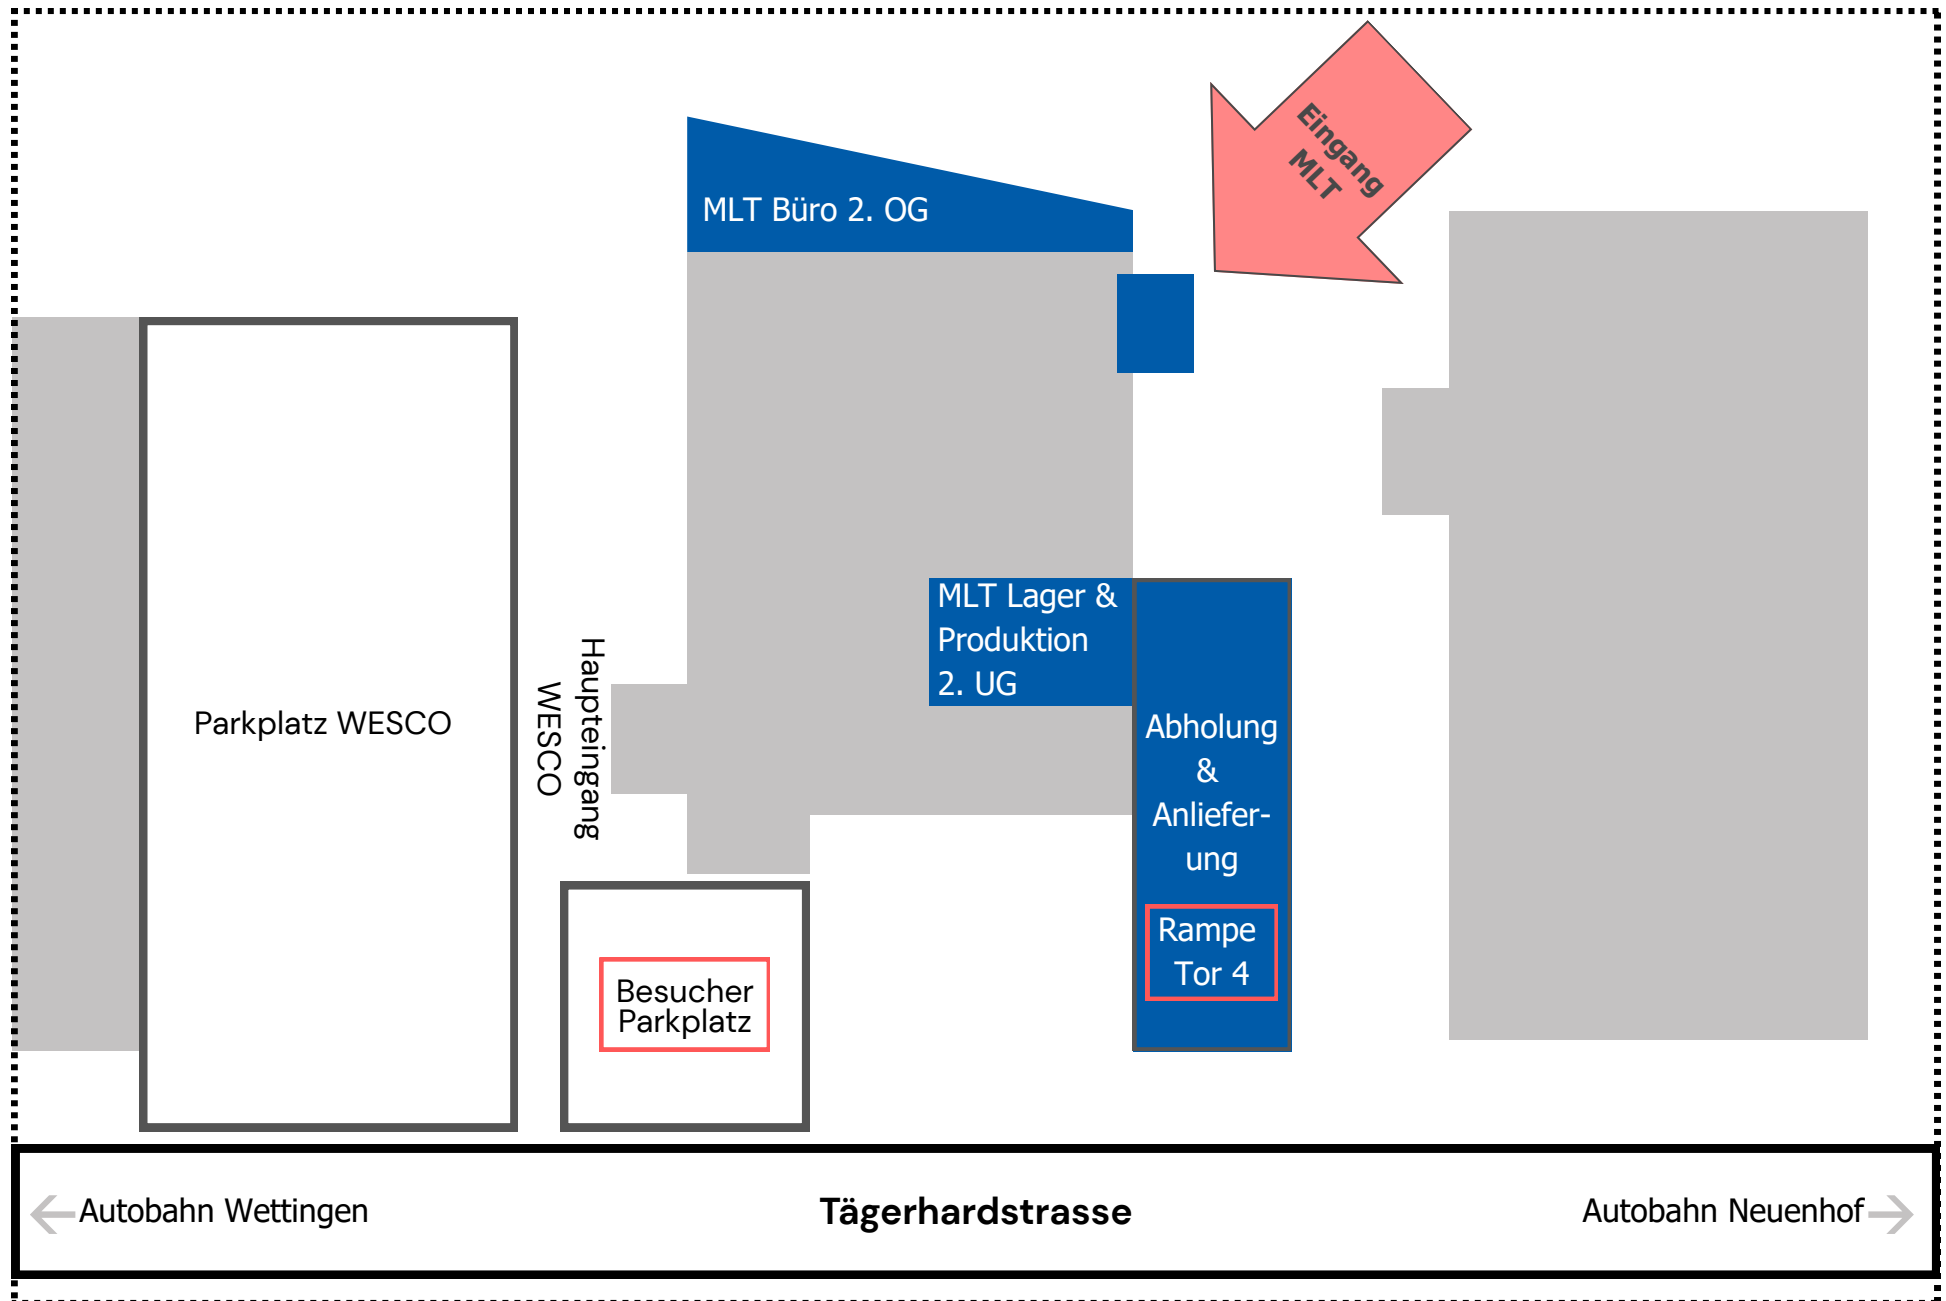 Eingang
MLT
MLT Büro 2. OG
MLT Lager &
Produktion
2. UG
Haupteingang
WESCO
Parkplatz WESCO
Abholung
&
Anliefer-
ung
Rampe
Tor 4
Besucher
Parkplatz
Autobahn Wettingen
Tägerhardstrasse
Autobahn Neuenhof